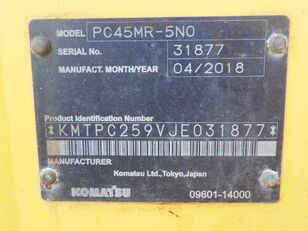 MODEL PC45MR-5N0
SERIAL No. 31877
MANUFACT. MONTH/YEAR 04/2018
Product Identification Number
*KMTPC259VJE031877*
MANUFACTURER
Komatsu Ltd.,Tokyo,Japan
KOMATSU 09601-14000